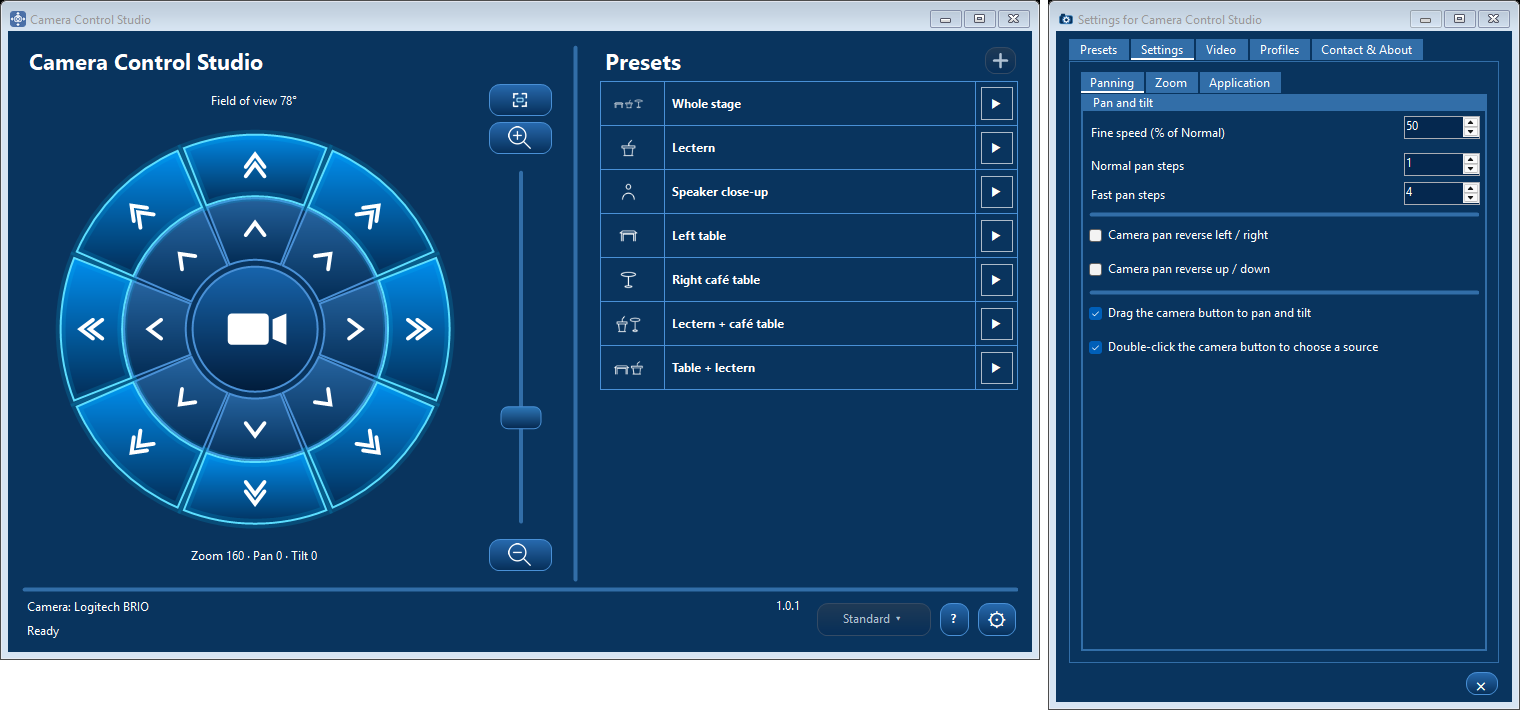 Camera Control Studio
Camera Control Studio
Field of view 78°
Zoom 160 · Pan 0 · Tilt 0
Presets
Whole stage
Lectern
Speaker close-up
Left table
Right café table
Lectern + café table
Table + lectern
Camera: Logitech BRIO
Ready
1.0.1
Standard
?
Settings for Camera Control Studio
Presets Settings Video Profiles Contact & About
Panning Zoom Application
Pan and tilt
Fine speed (% of Normal) 50
Normal pan steps 1
Fast pan steps 4
Camera pan reverse left / right
Camera pan reverse up / down
Drag the camera button to pan and tilt
Double-click the camera button to choose a source